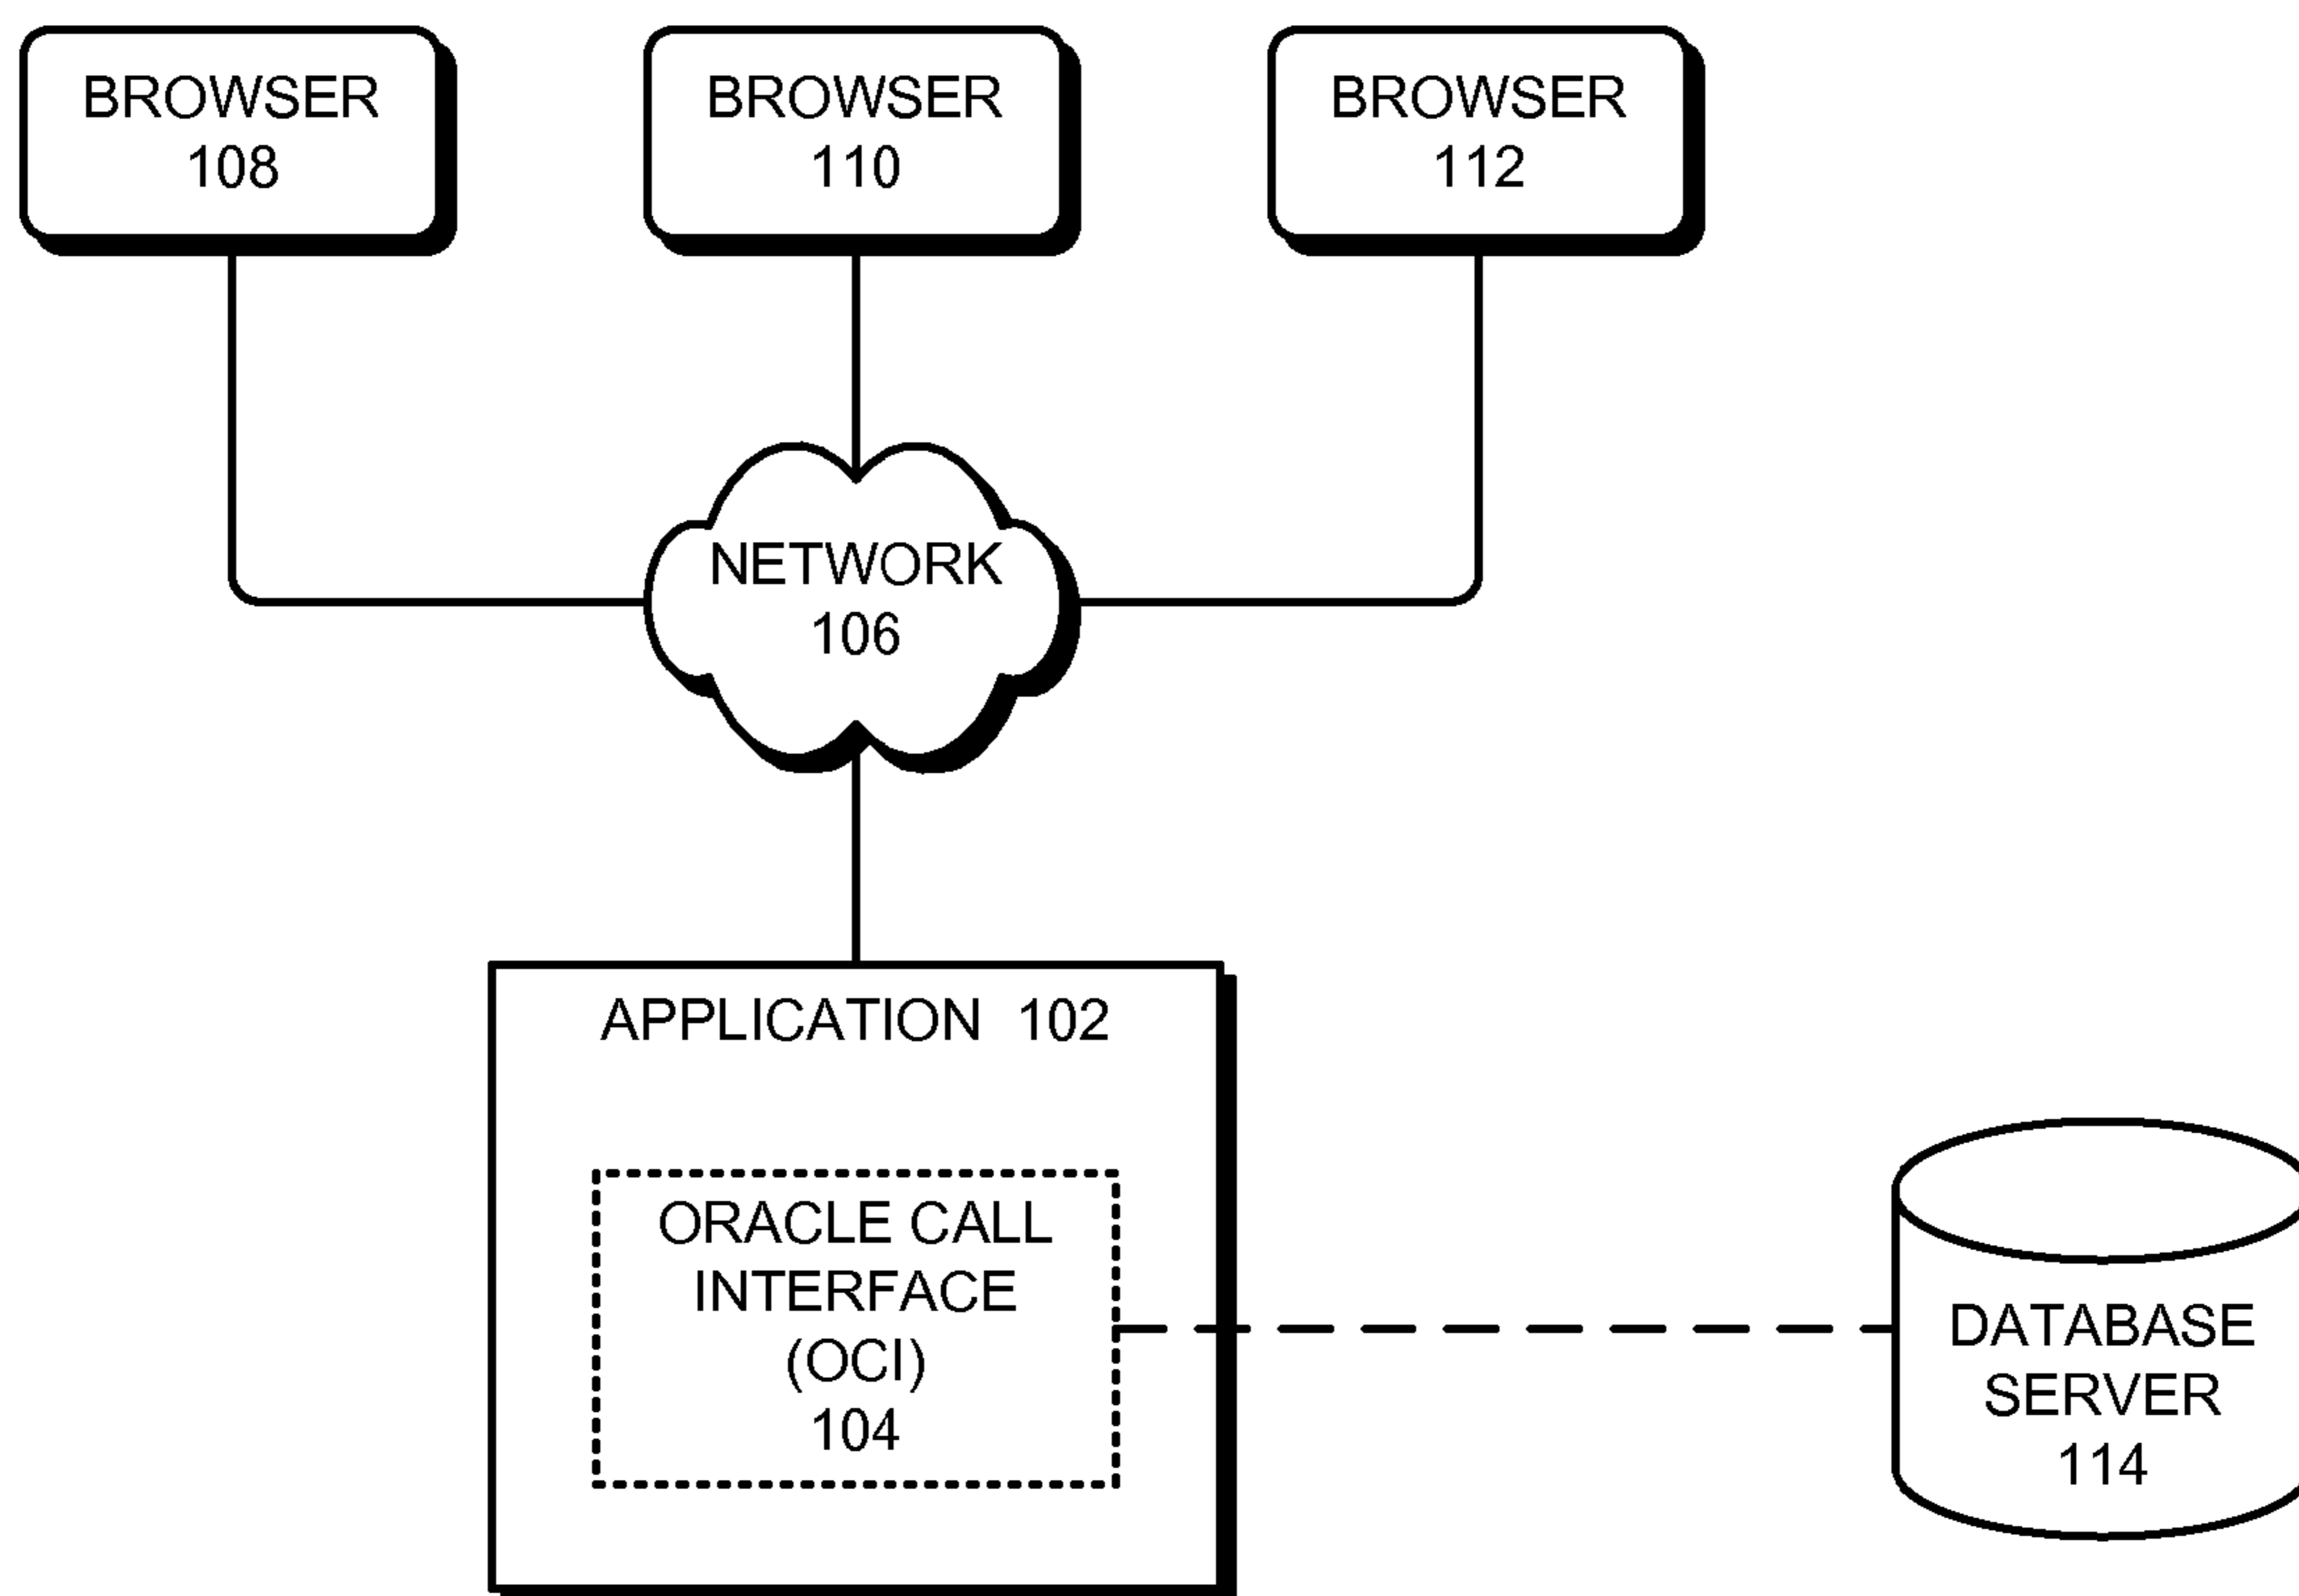 BROWSER
108
BROWSER
110
BROWSER
112
NETWORK
106
APPLICATION 102
ORACLE CALL
INTERFACE
(OCI)
104
DATABASE
SERVER
114